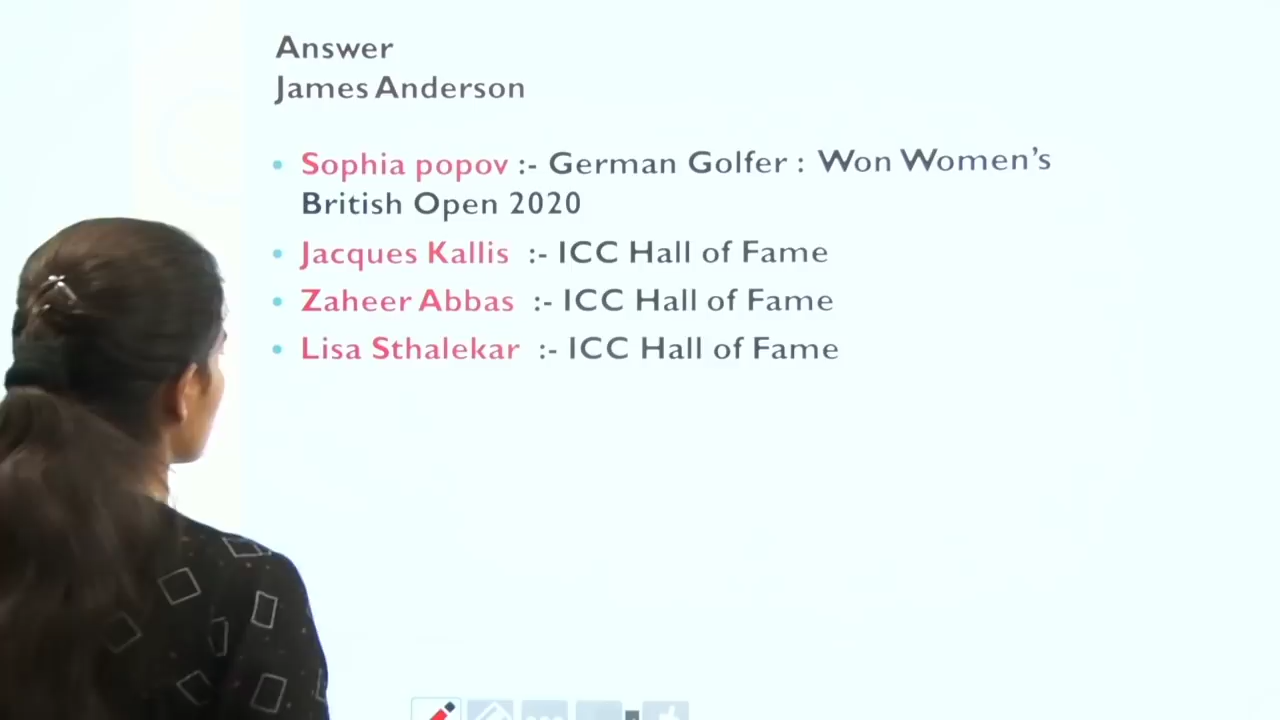 Answer
James Anderson
• Sophia popov :- German Golfer : Won Women's
British Open 2020
• Jacques Kallis :- ICC Hall of Fame
• Zaheer Abbas :- ICC Hall of Fame
• Lisa Sthalekar :- ICC Hall of Fame